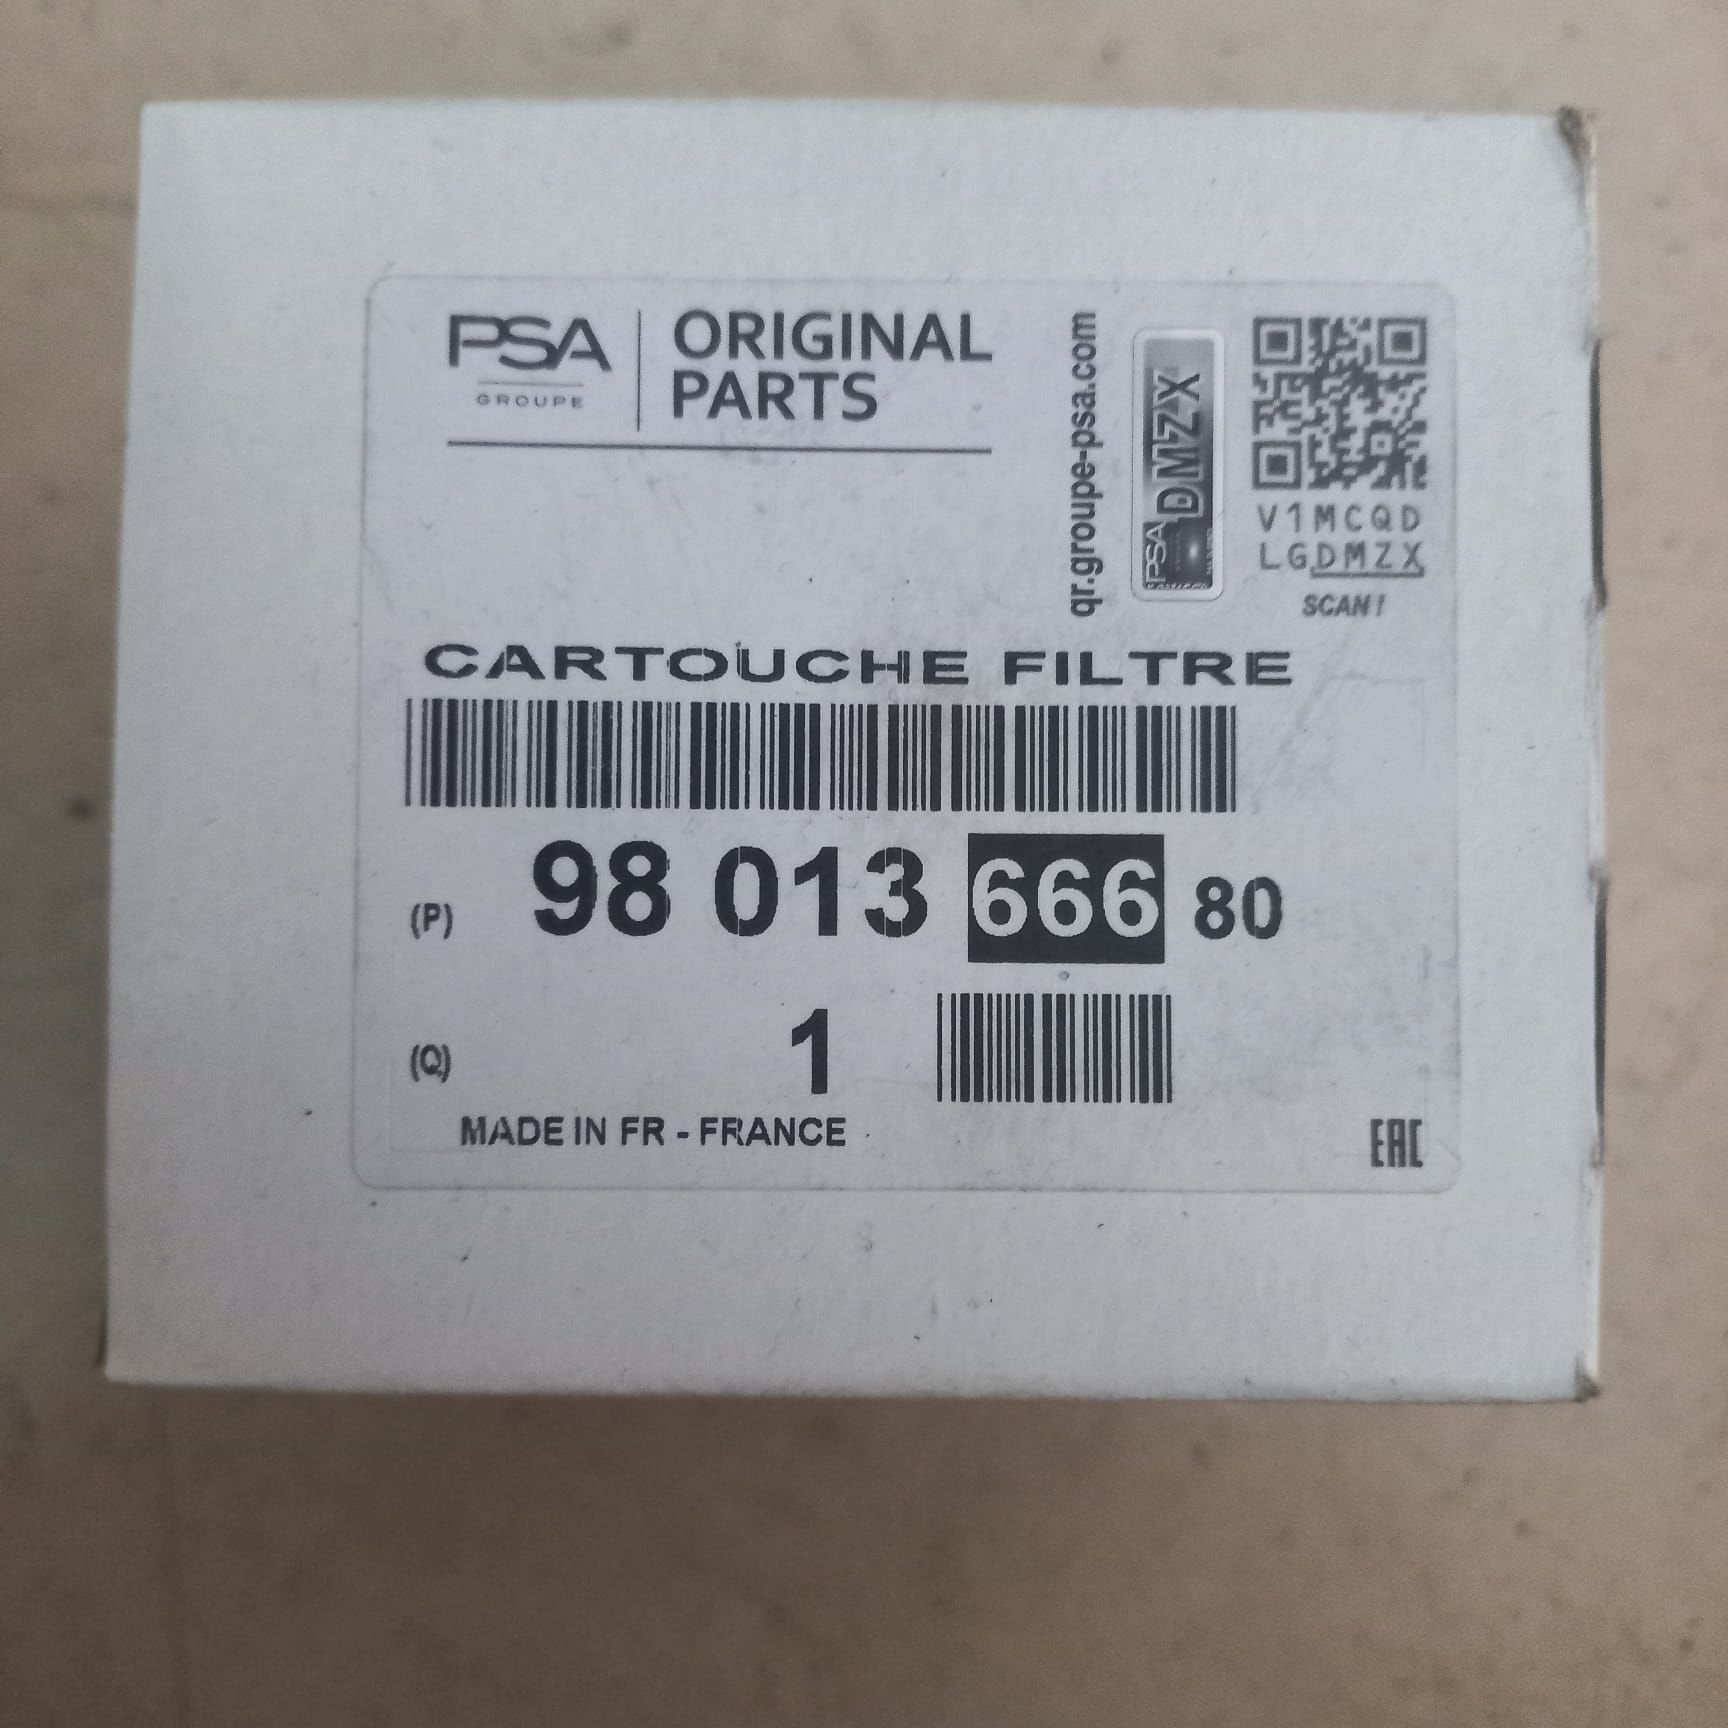 PSA
GROUPE
ORIGINAL
PARTS
qr.groupe-psa.com
PSA DMZX
V1MCQD
LGDMZX
SCAN!
CARTOUCHE FILTRE
(P) 98 013 666 80
(Q) 1
MADE IN FR - FRANCE
EAC